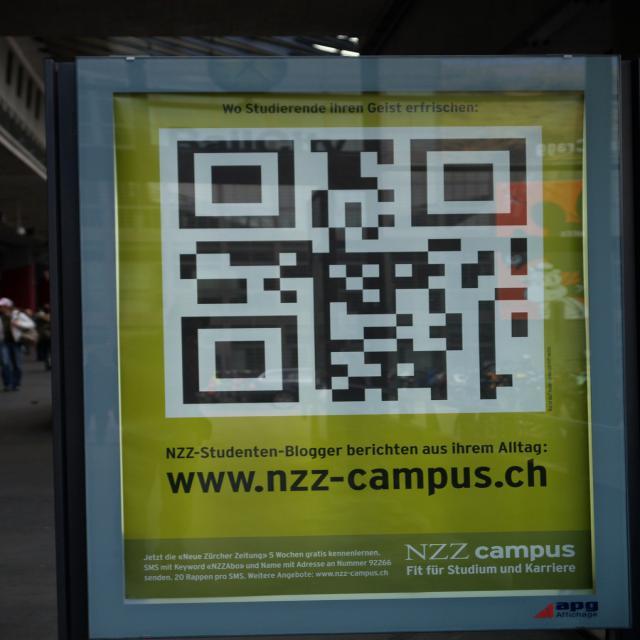 Wo Studierende ihren Geist erfrischen:
NZZ-Studenten-Blogger berichten aus ihrem Alltag:
www.nzz-campus.ch
Jetzt die «Neue Zürcher Zeitung» 5 Wochen gratis kennenlernen.
SMS mit Keyword «NZZAbo» und Name mit Adresse an Nummer 92266
senden. 20 Rappen pro SMS. Weitere Angebote: www.nzz-campus.ch
NZZ campus
Fit für Studium und Karriere
apg
Affichage